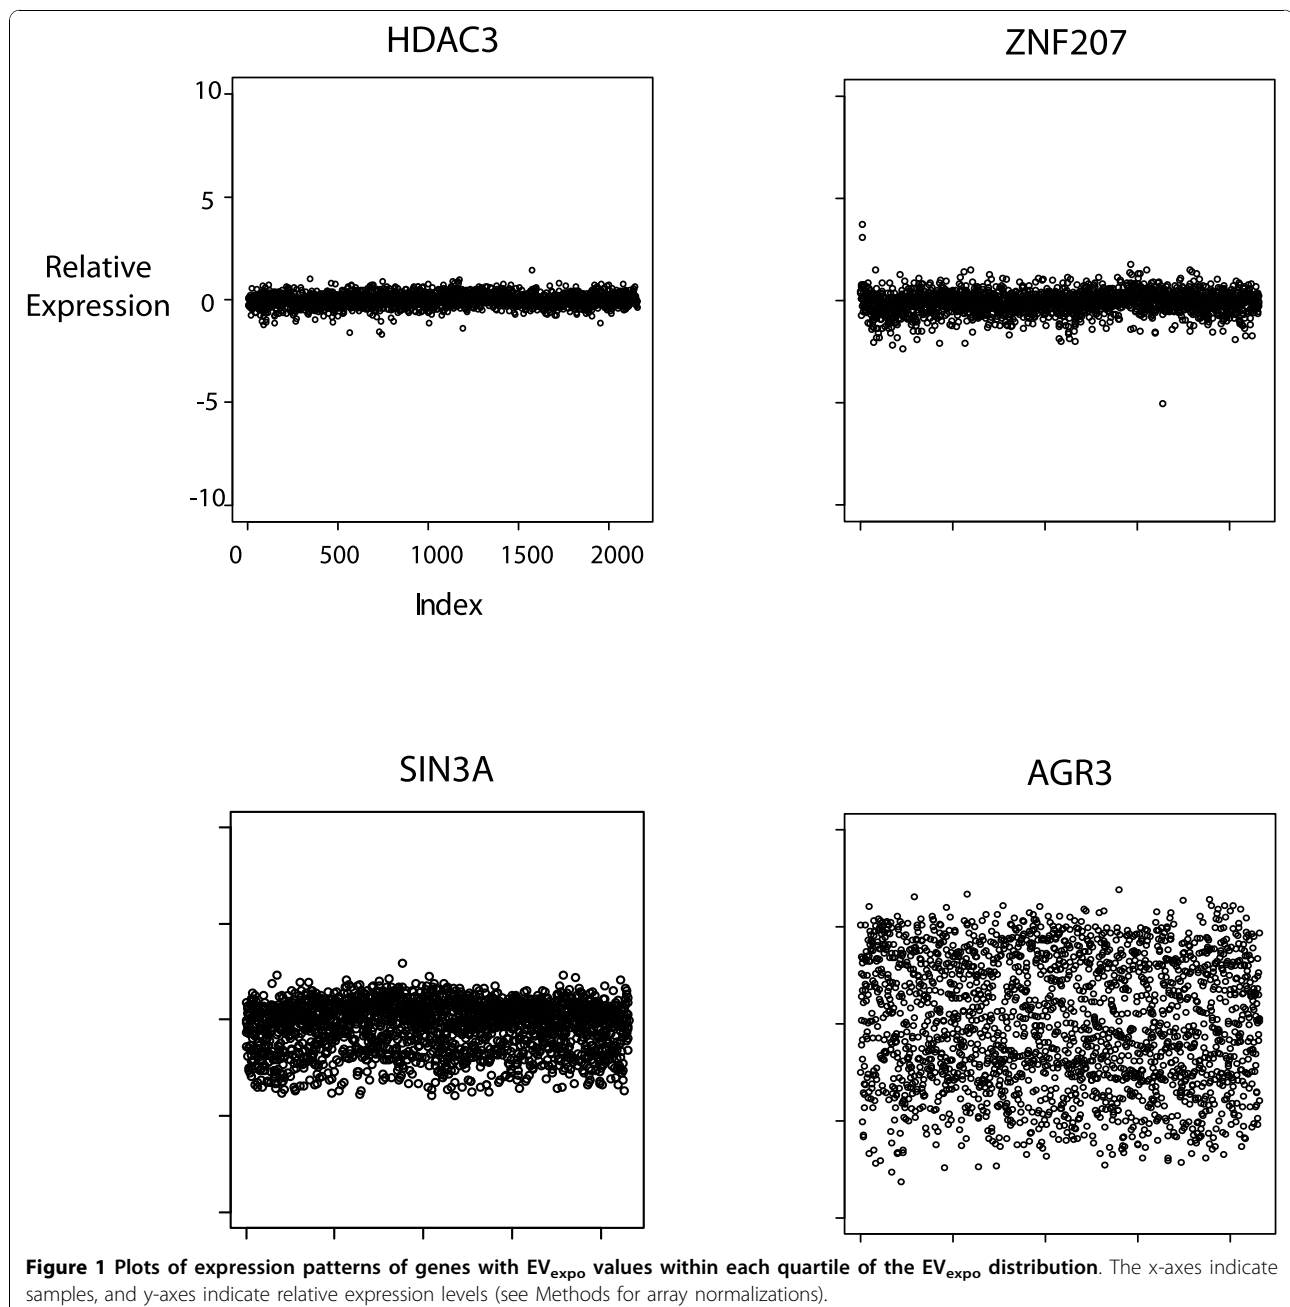 HDAC3
ZNF207
10
5
0
-5
-10
Relative
Expression
0 500 1000 1500 2000
Index
SIN3A
AGR3
Figure 1 Plots of expression patterns of genes with EVexpo values within each quartile of the EVexpo distribution. The x-axes indicate
samples, and y-axes indicate relative expression levels (see Methods for array normalizations).